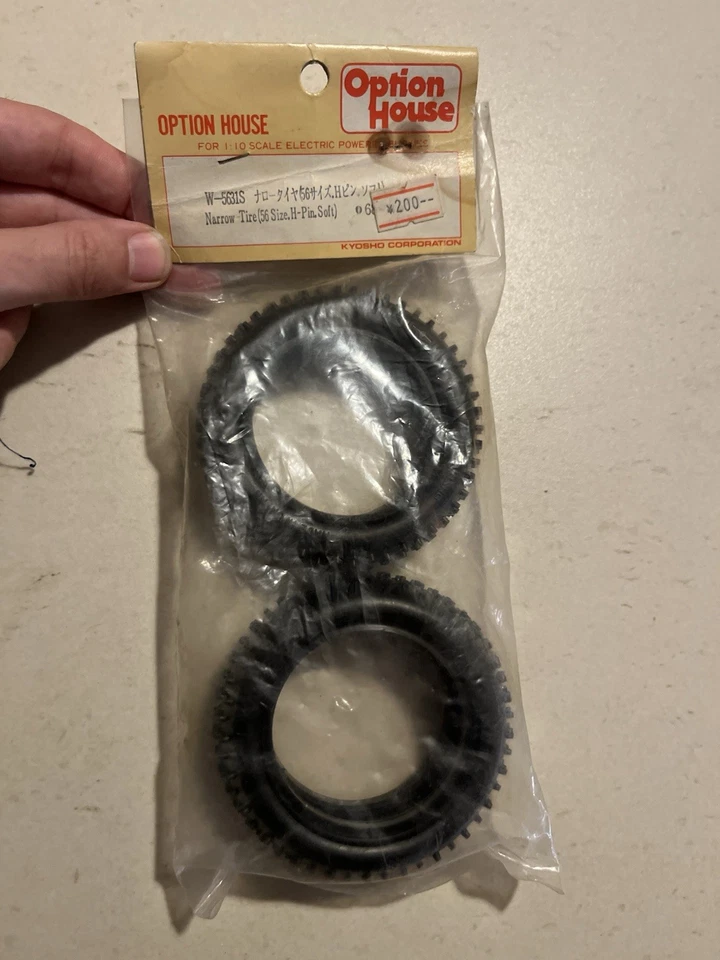 Option
House
OPTION HOUSE
FOR 1:10 SCALE ELECTRIC POWER
W-5631S ナロータイヤ(56サイズ.Hピン.
Narrow Tire(56 Size. H-Pin. Soft)
¥200--
KYOSHO CORPORATION